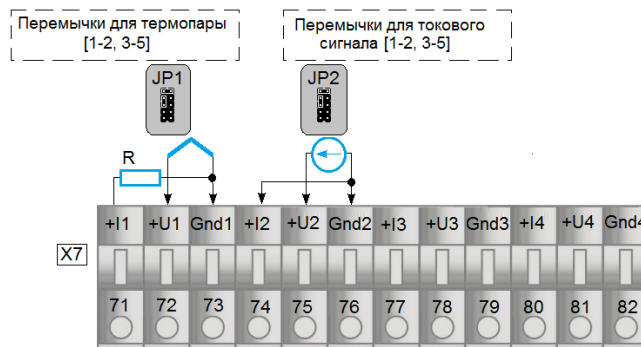 Перемычки для термопары
[1-2, 3-5]
Перемычки для токового
сигнала [1-2, 3-5]
JP1
JP2
R
+I1 +U1 Gnd1 +I2 +U2 Gnd2 +I3 +U3 Gnd3 +I4 +U4 Gnd4
X7
71 72 73 74 75 76 77 78 79 80 81 82